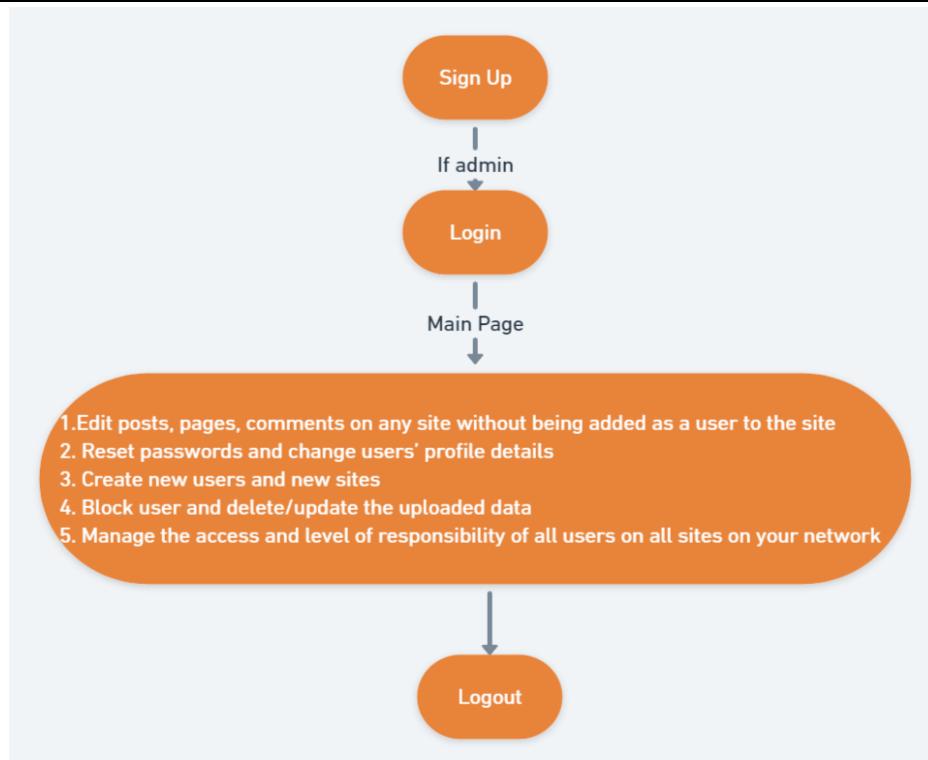 Sign Up
If admin
Login
Main Page
1.Edit posts, pages, comments on any site without being added as a user to the site
2. Reset passwords and change users’ profile details
3. Create new users and new sites
4. Block user and delete/update the uploaded data
5. Manage the access and level of responsibility of all users on all sites on your network
Logout